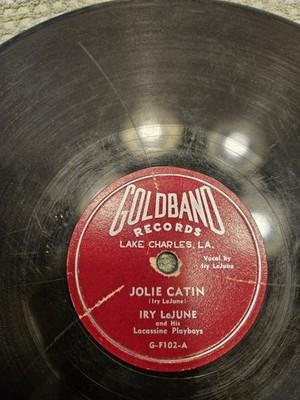 GOLDBAND
RECORDS
LAKE CHARLES, LA.
Vocal by
Iry LeJune
JOLIE CATIN
(Iry LeJune)
IRY LeJUNE
and His
Lacassine Playboys
G-F102-A